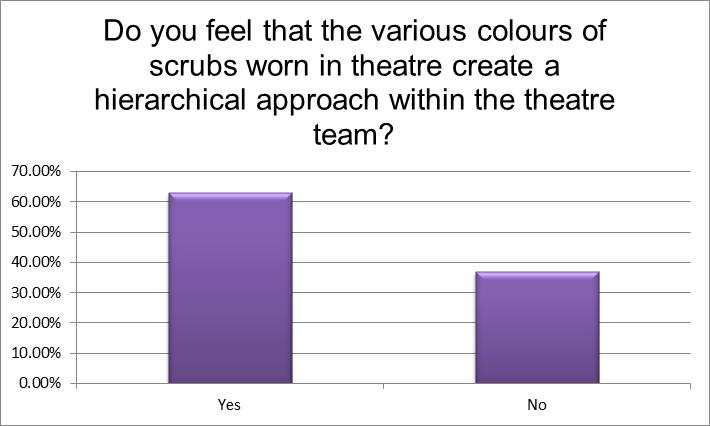 Do you feel that the various colours of
scrubs worn in theatre create a
hierarchical approach within the theatre
team?
70.00%
60.00%
50.00%
40.00%
30.00%
20.00%
10.00%
0.00%
Yes No